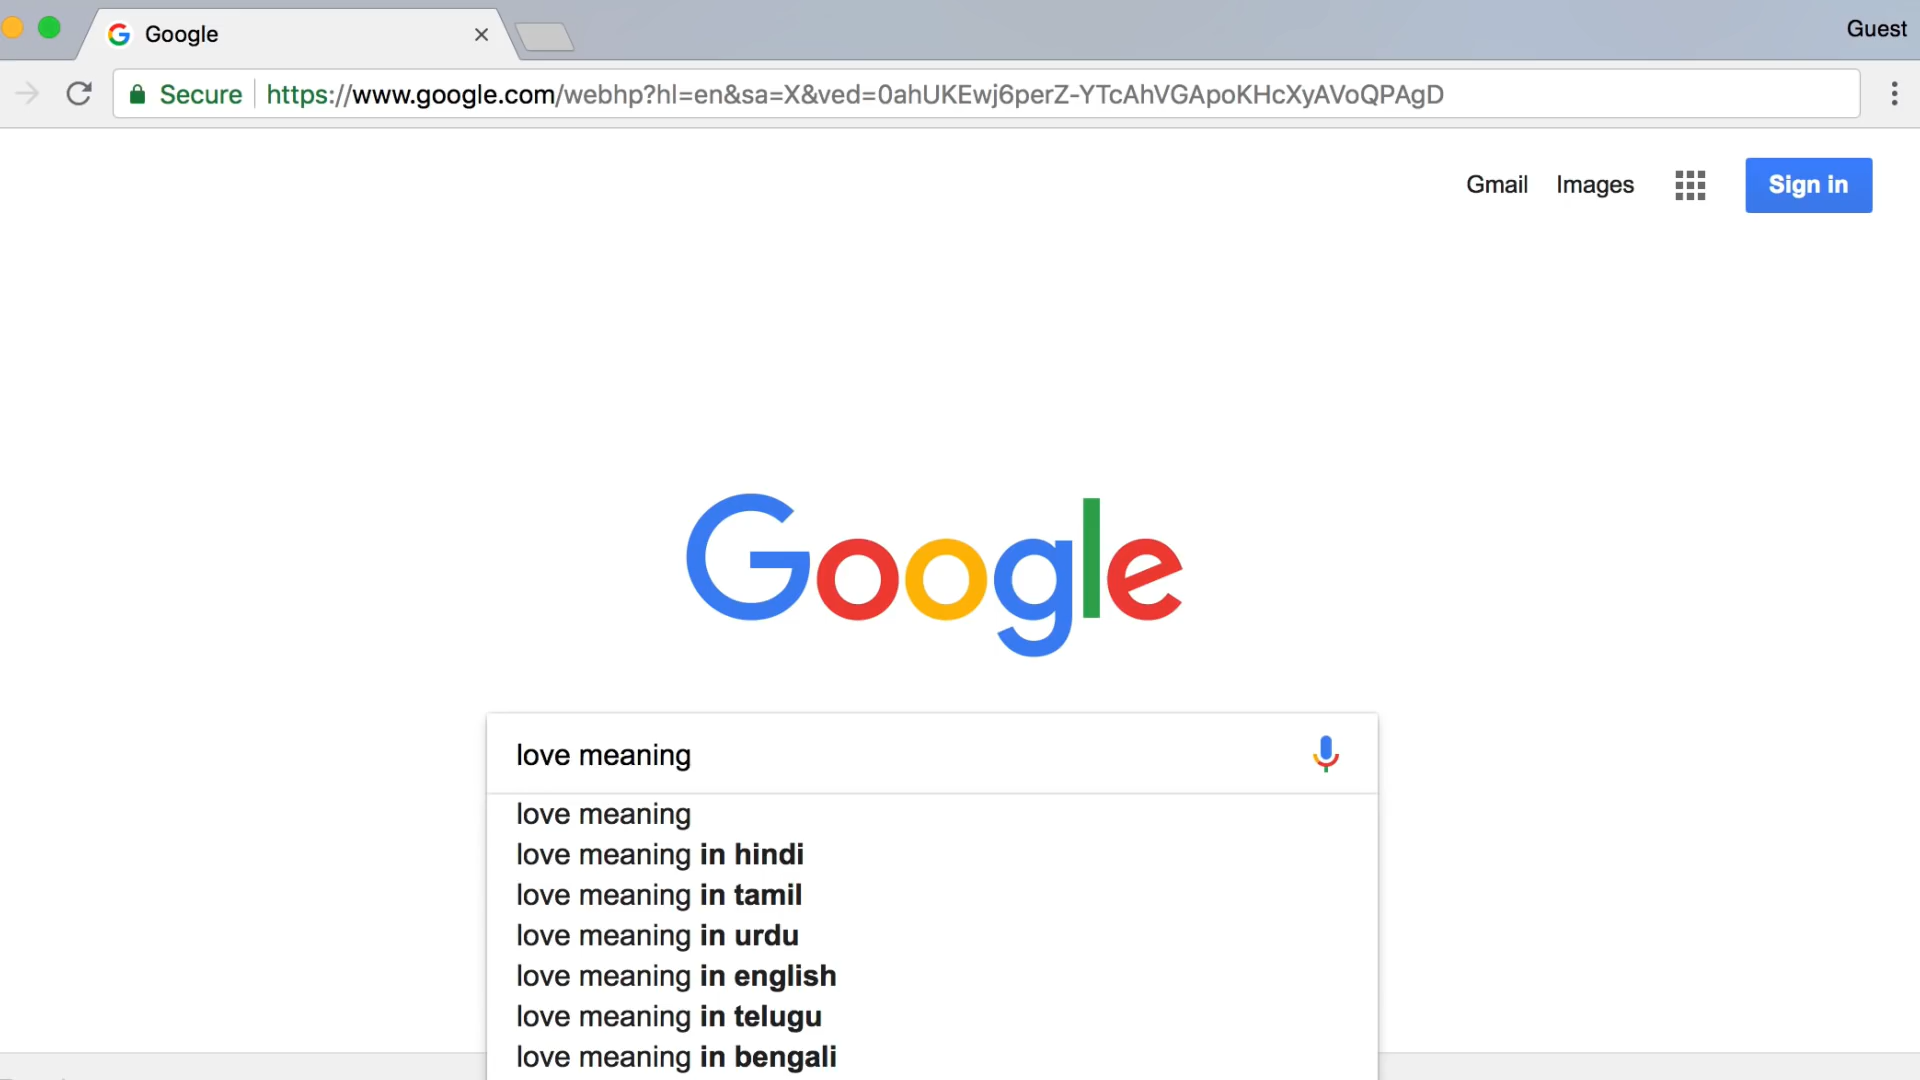 Google
Guest
Secure
https://www.google.com/webhp?hl=en&sa=X&ved=0ahUKEwj6perZ-YTcAhVGApoKHcXyAVoQPAgD
Gmail Images Sign in
Google
love meaning
love meaning
love meaning in hindi
love meaning in tamil
love meaning in urdu
love meaning in english
love meaning in telugu
love meaning in bengali